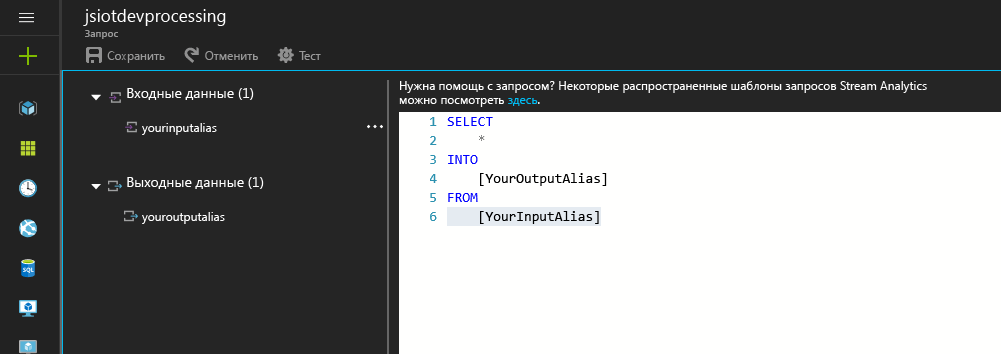 jsiotdevprocessing
Запрос
Сохранить Отменить Тест
Входные данные (1)
yourinputalias
Выходные данные (1)
youroutputalias
Нужна помощь с запросом? Некоторые распространенные шаблоны запросов Stream Analytics
можно посмотреть здесь.
1 SELECT
2 *
3 INTO
4 [YourOutputAlias]
5 FROM
6 [YourInputAlias]
SQL